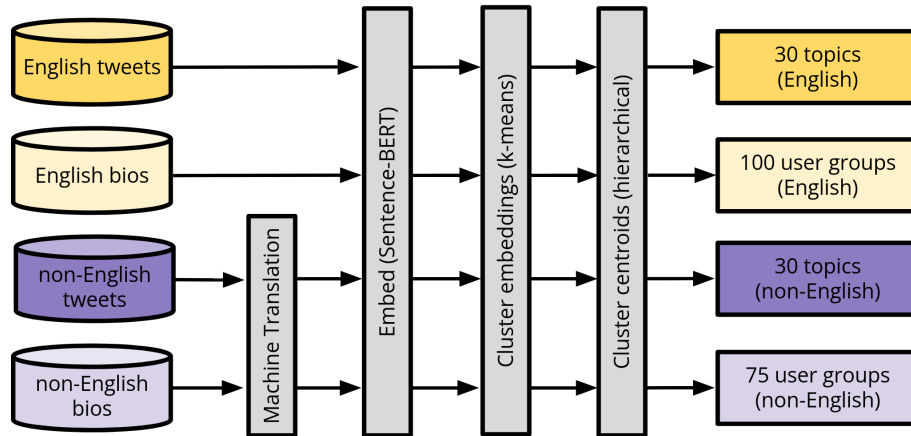 English tweets
English bios
non-English
tweets
non-English
bios
Machine Translation
Embed (Sentence-BERT)
Cluster embeddings (k-means)
Cluster centroids (hierarchical)
30 topics
(English)
100 user groups
(English)
30 topics
(non-English)
75 user groups
(non-English)